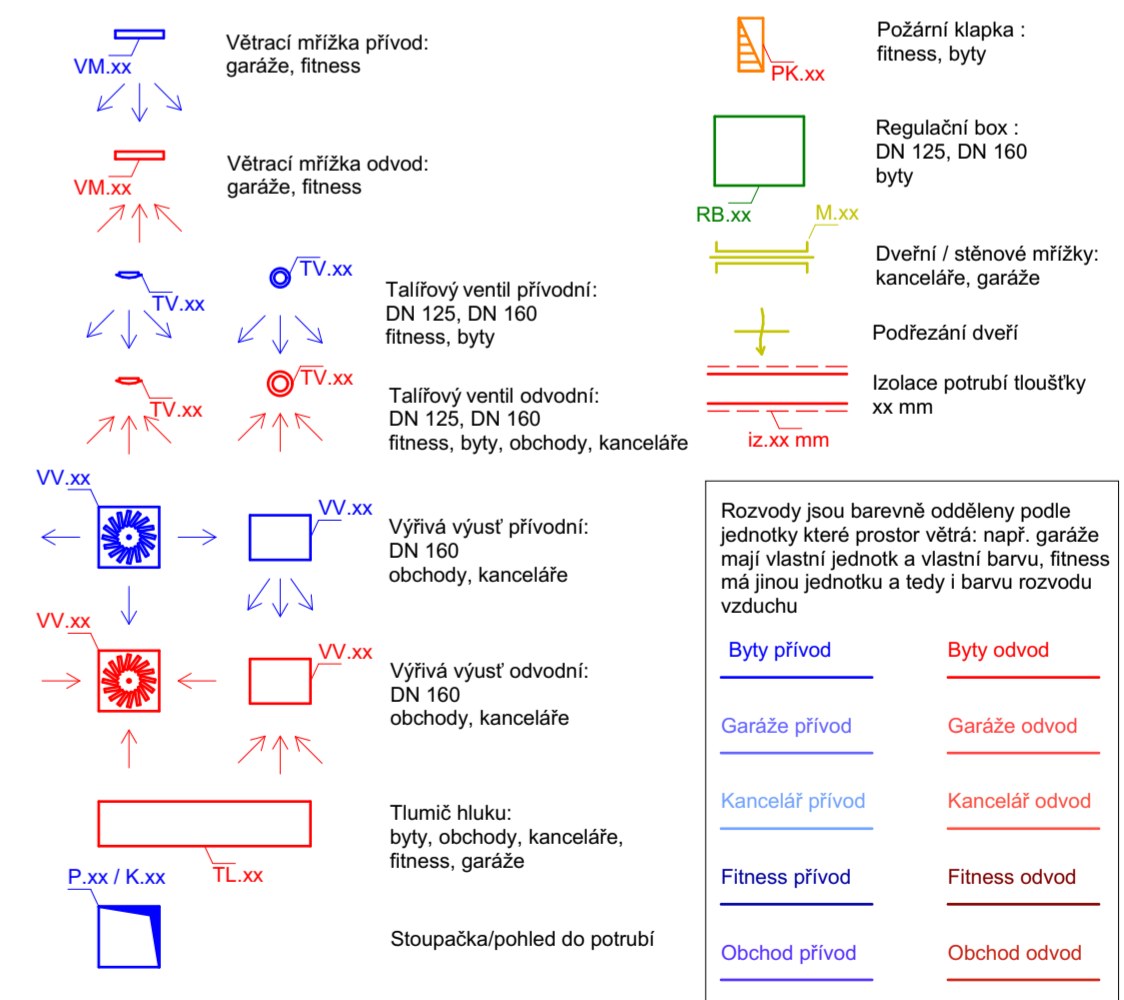 VM.xx
Větrací mřížka přívod:
garáže, fitness
VM.xx
Větrací mřížka odvod:
garáže, fitness
TV.xx
TV.xx
Talířový ventil přívodní:
DN 125, DN 160
fitness, byty
TV.xx
TV.xx
Talířový ventil odvodní:
DN 125, DN 160
fitness, byty, obchody, kanceláře
VV.xx
VV.xx
Výřivá výusť přívodní:
DN 160
obchody, kanceláře
VV.xx
VV.xx
Výřivá výusť odvodní:
DN 160
obchody, kanceláře
TL.xx
Tlumič hluku:
byty, obchody, kanceláře,
fitness, garáže
P.xx / K.xx
Stoupačka/pohled do potrubí
PK.xx
Požární klapka :
fitness, byty
RB.xx
Regulační box :
DN 125, DN 160
byty
M.xx
Dveřní / stěnové mřížky:
kanceláře, garáže
Podřezání dveří
Izolace potrubí tloušťky
xx mm
iz.xx mm
Rozvody jsou barevně odděleny podle
jednotky které prostor větrá: např. garáže
mají vlastní jednotk a vlastní barvu, fitness
má jinou jednotku a tedy i barvu rozvodu
vzduchu
Byty přívod
Byty odvod
Garáže přívod
Garáže odvod
Kancelář přívod
Kancelář odvod
Fitness přívod
Fitness odvod
Obchod přívod
Obchod odvod